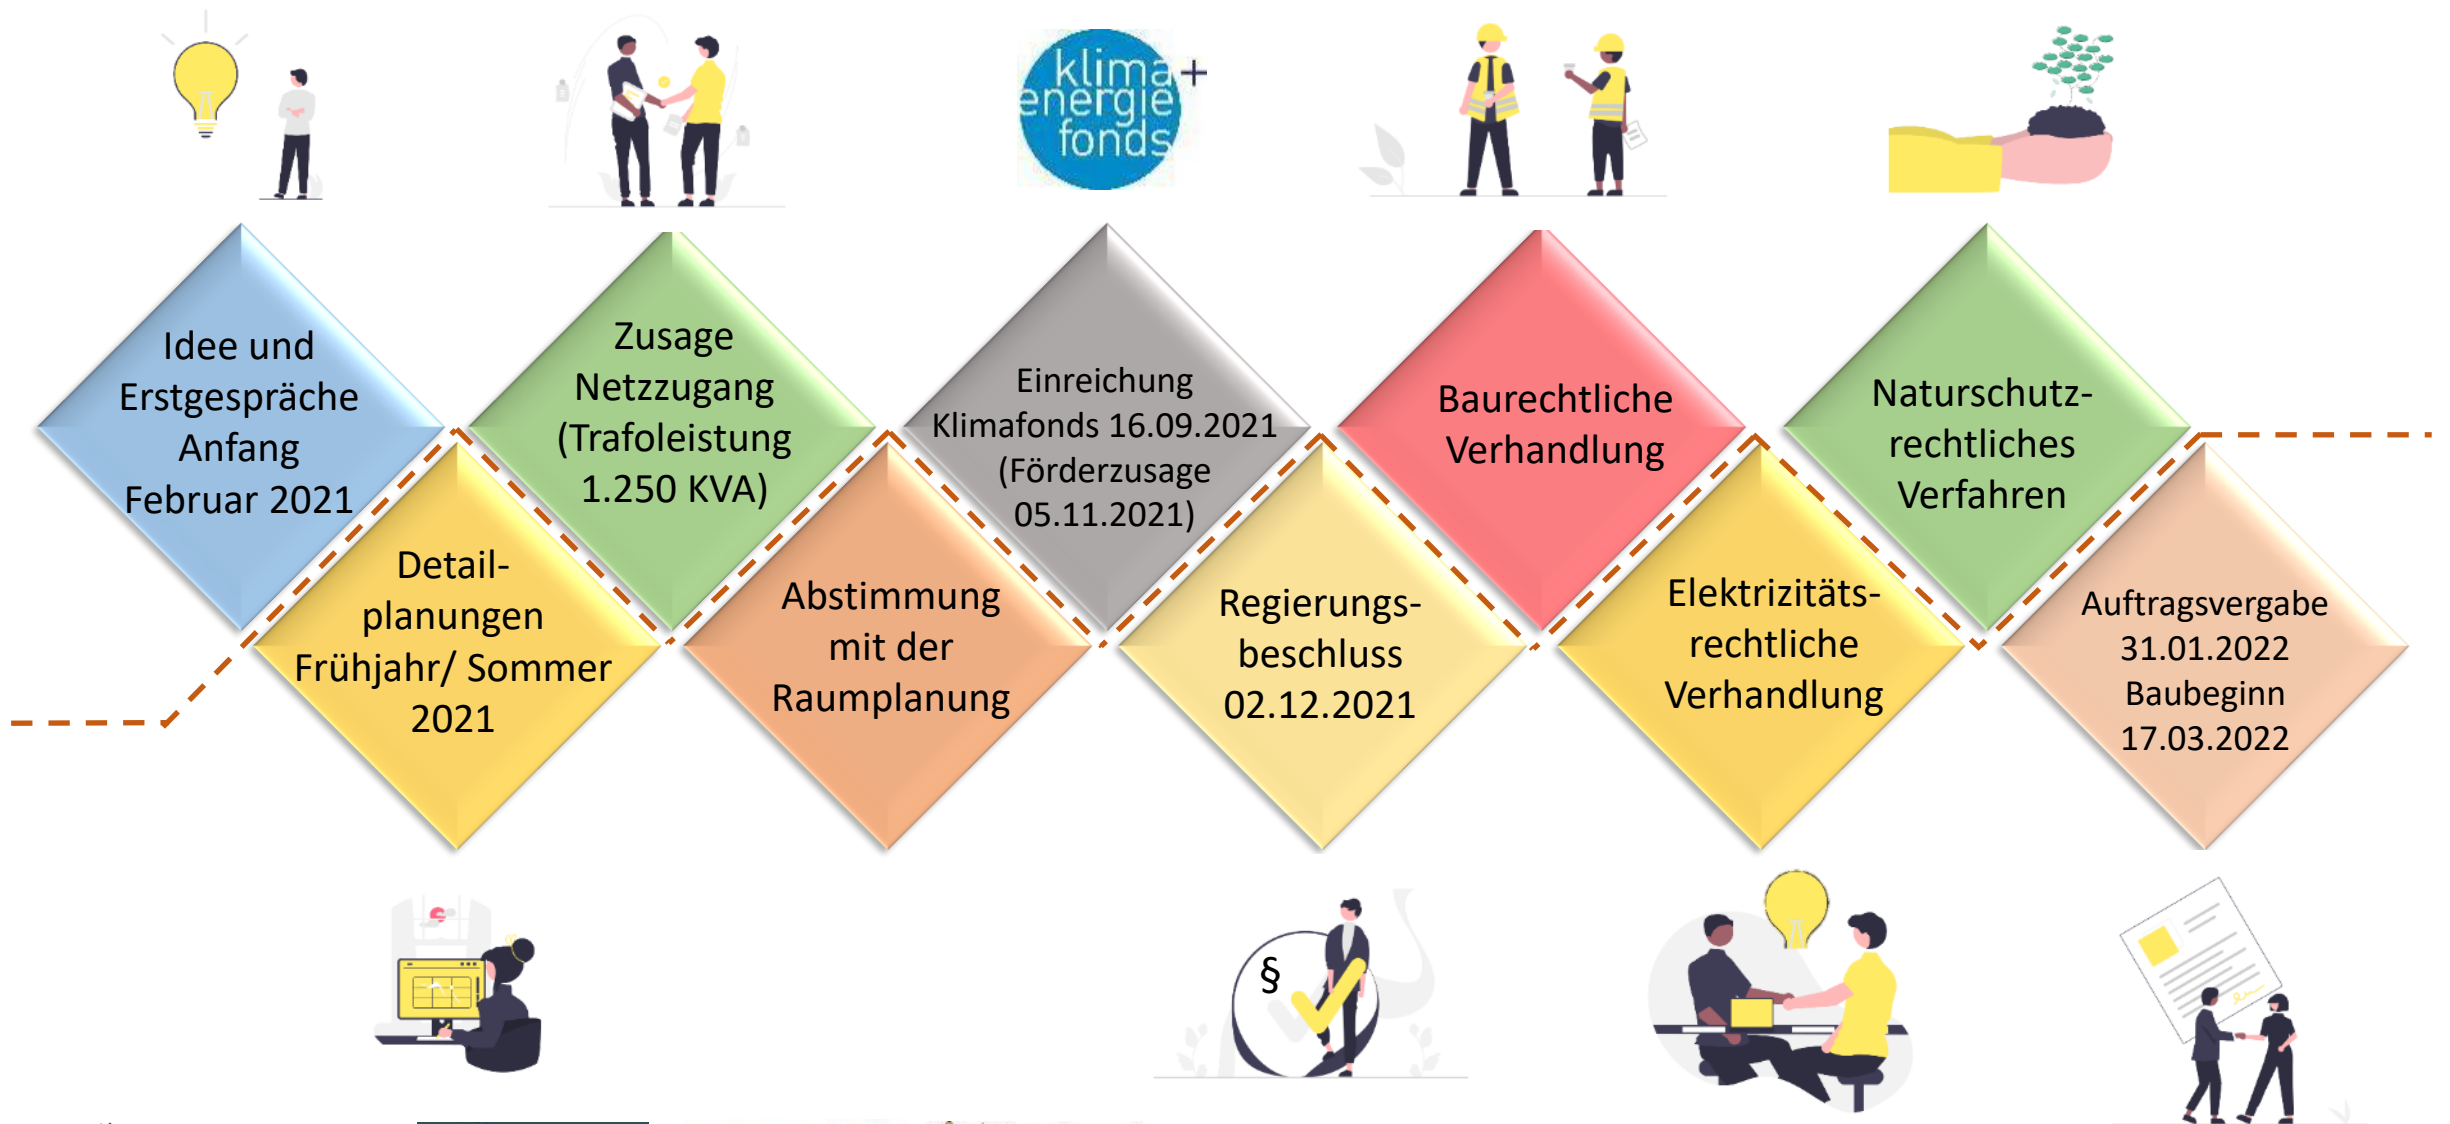 klima+
energie
fonds
Idee und
Erstgespräche
Anfang
Februar 2021
Detail-
planungen
Frühjahr/ Sommer
2021
Zusage
Netzzugang
(Trafoleistung
1.250 KVA)
Abstimmung
mit der
Raumplanung
Einreichung
Klimafonds 16.09.2021
(Förderzusage
05.11.2021)
Regierungs-
beschluss
02.12.2021
Baurechtliche
Verhandlung
Elektrizitäts-
rechtliche
Verhandlung
Naturschutz-
rechtliches
Verfahren
Auftragsvergabe
31.01.2022
Baubeginn
17.03.2022
§